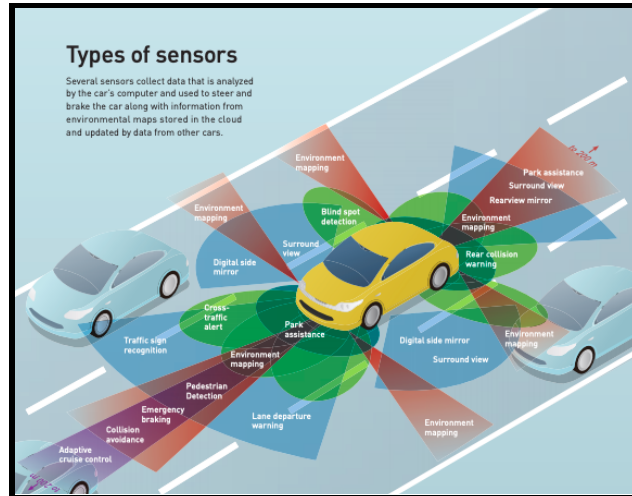 Types of sensors
Several sensors collect data that is analyzed
by the car's computer and used to steer and
brake the car along with information from
environmental maps stored in the cloud
and updated by data from other cars.
Environment
mapping
to 200 m
Park assistance
Surround view
Rearview mirror
Environment
mapping
Blind spot
detection
Environment
mapping
Surround
view
Digital side
mirror
Rear collision
warning
Cross-
traffic
alert
Park
assistance
Traffic sign
recognition
Environment
mapping
Digital side mirror
Surround view
Environment
mapping
Pedestrian
Detection
Emergency
braking
Lane departure
warning
Collision
avoidance
Environment
mapping
Adaptive
cruise control
to 200 m